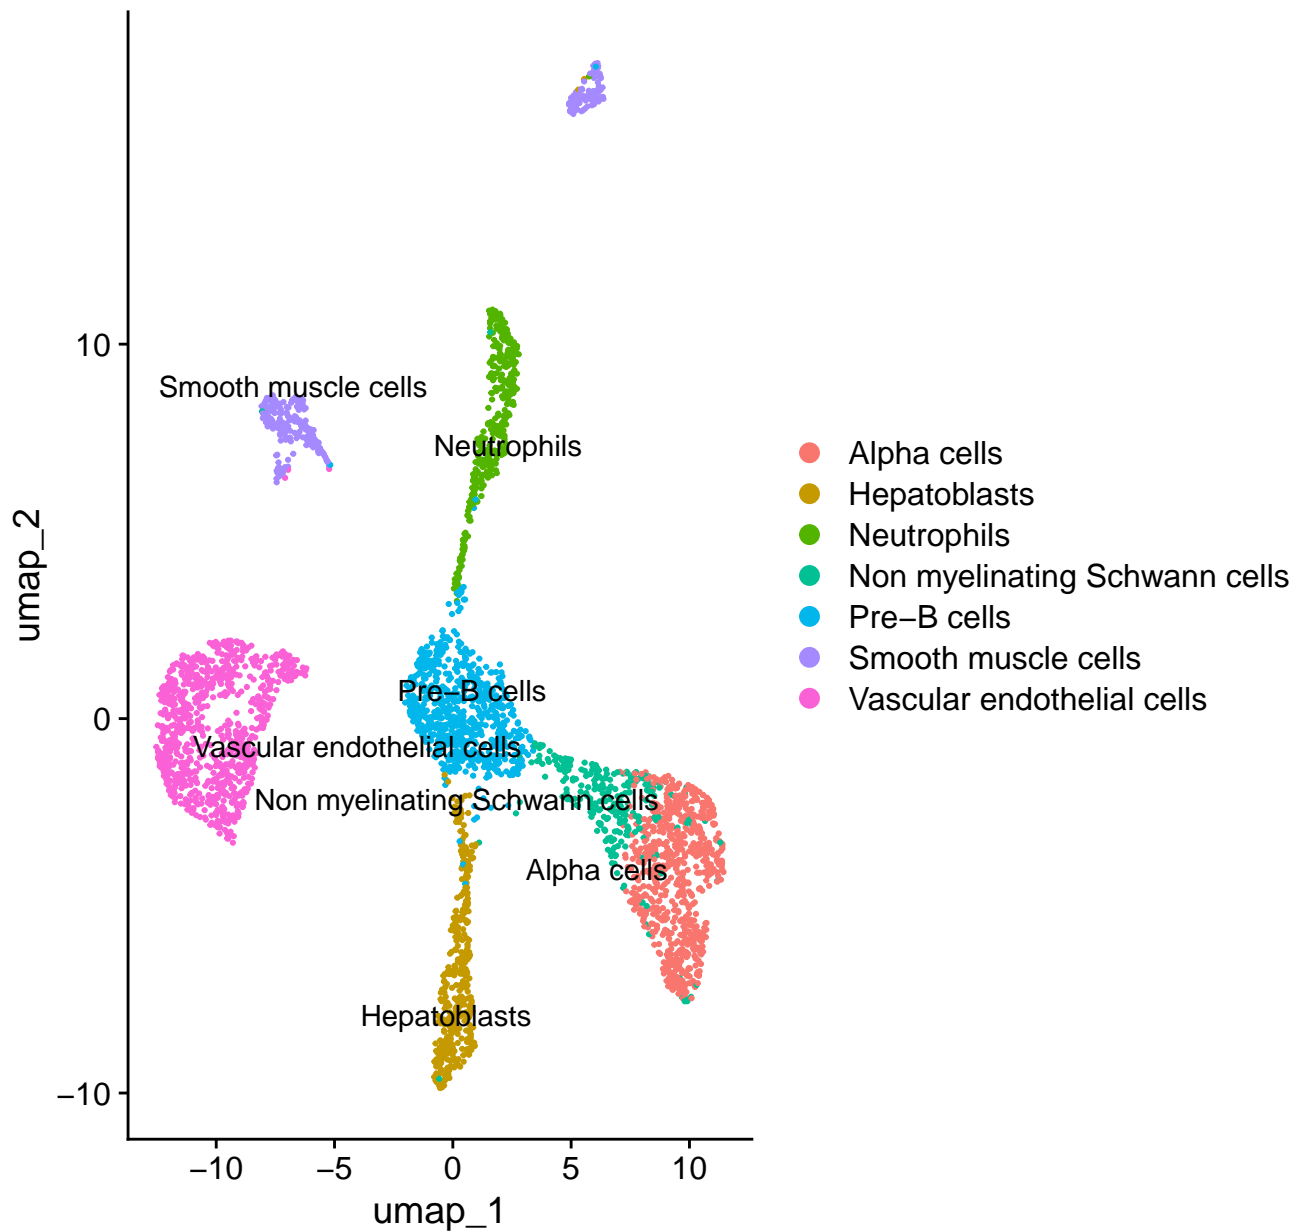 10
0
−10
−10
−5
0
5
10
umap_1
umap_2
Smooth muscle cells
Neutrophils
Pre−B cells
Vascular endothelial cells
Non myelinating Schwann cells
Alpha cells
Hepatoblasts
Alpha cells
Hepatoblasts
Neutrophils
Non myelinating Schwann cells
Pre−B cells
Smooth muscle cells
Vascular endothelial cells